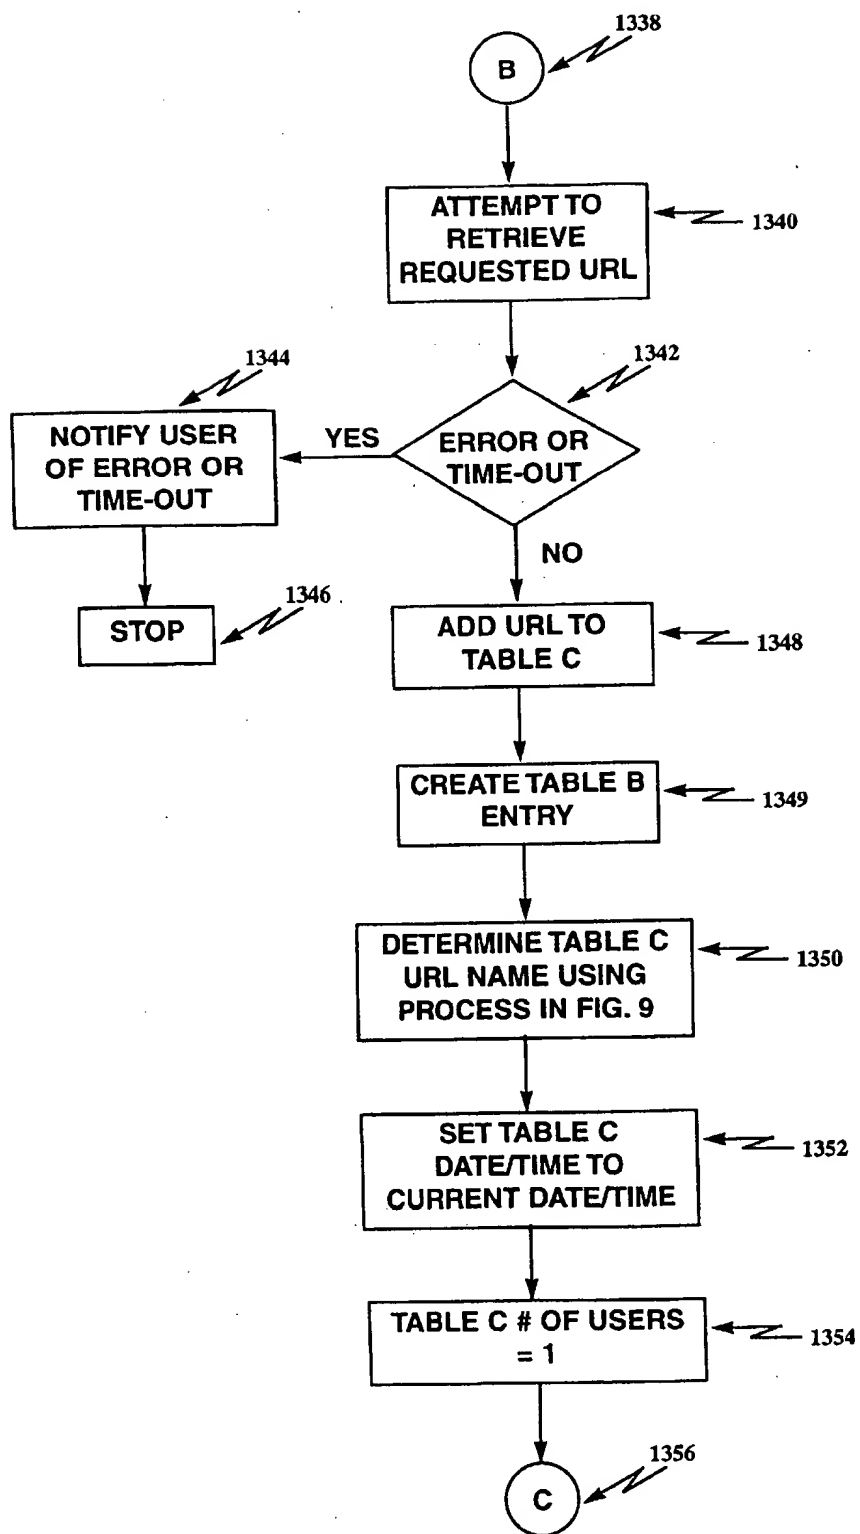 1338
B
ATTEMPT TO
RETRIEVE
REQUESTED URL
1340
1344
1342
NOTIFY USER
OF ERROR OR
TIME-OUT
YES
ERROR OR
TIME-OUT
NO
1346
STOP
ADD URL TO
TABLE C
1348
CREATE TABLE B
ENTRY
1349
DETERMINE TABLE C
URL NAME USING
PROCESS IN FIG. 9
1350
SET TABLE C
DATE/TIME TO
CURRENT DATE/TIME
1352
TABLE C # OF USERS
= 1
1354
1356
C